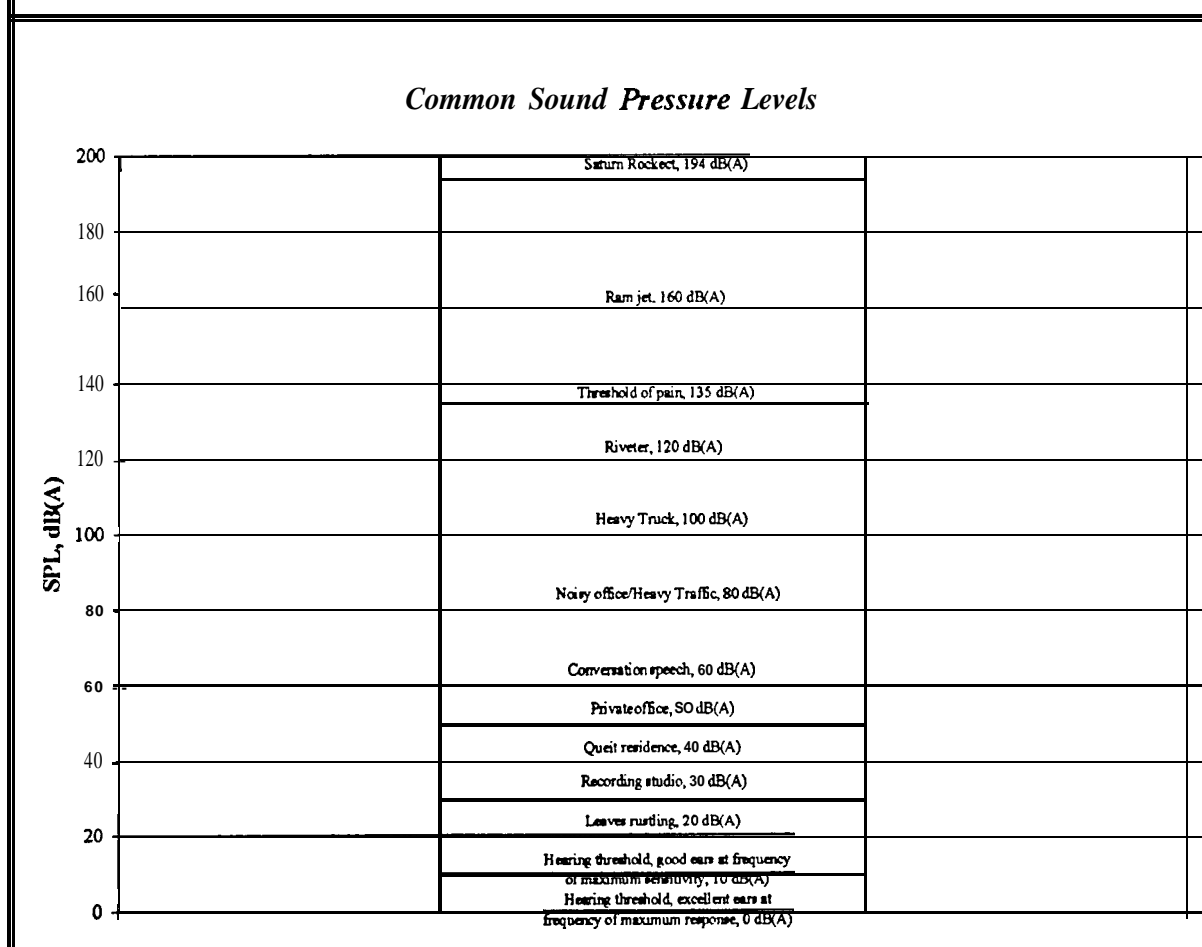 Common Sound Pressure Levels
200
Saturn Rockect, 194 dB(A)
180
160
Ram jet, 160 dB(A)
140
Threshold of pain, 135 dB(A)
Riveter, 120 dB(A)
120
SPL, dB(A)
Heavy Truck, 100 dB(A)
100
Noisy office/Heavy Traffic, 80 dB(A)
80
Conversation speech, 60 dB(A)
60
Private office, SO dB(A)
Queit residence, 40 dB(A)
40
Recording studio, 30 dB(A)
Leaves rustling, 20 dB(A)
20
Hearing threshold, good ears at frequency
of maximum sensitivity, 10 dB(A)
Hearing threshold, excellent ears at
0
frequency of maximum response, 0 dB(A)